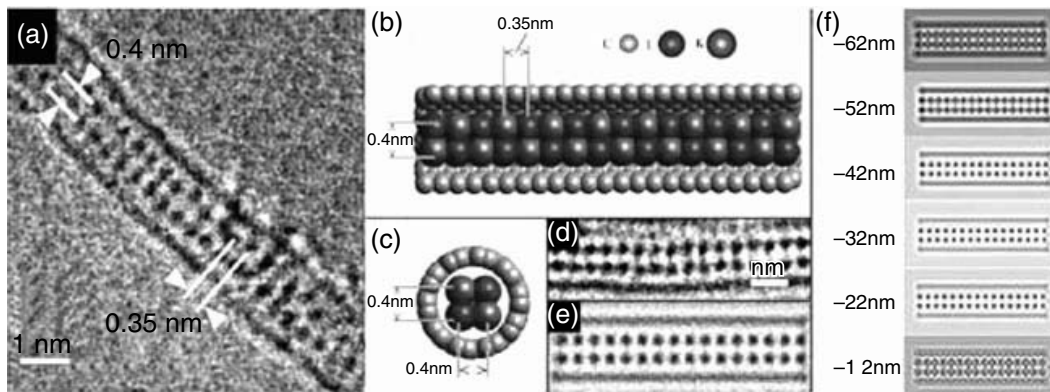 (a)
0.4 nm
0.35 nm
1 nm
(b)
0.35nm
I
K
0.4nm
(c)
0.4nm
0.4nm
(d)
nm
(e)
(f)
–62nm
–52nm
–42nm
–32nm
–22nm
–1 2nm